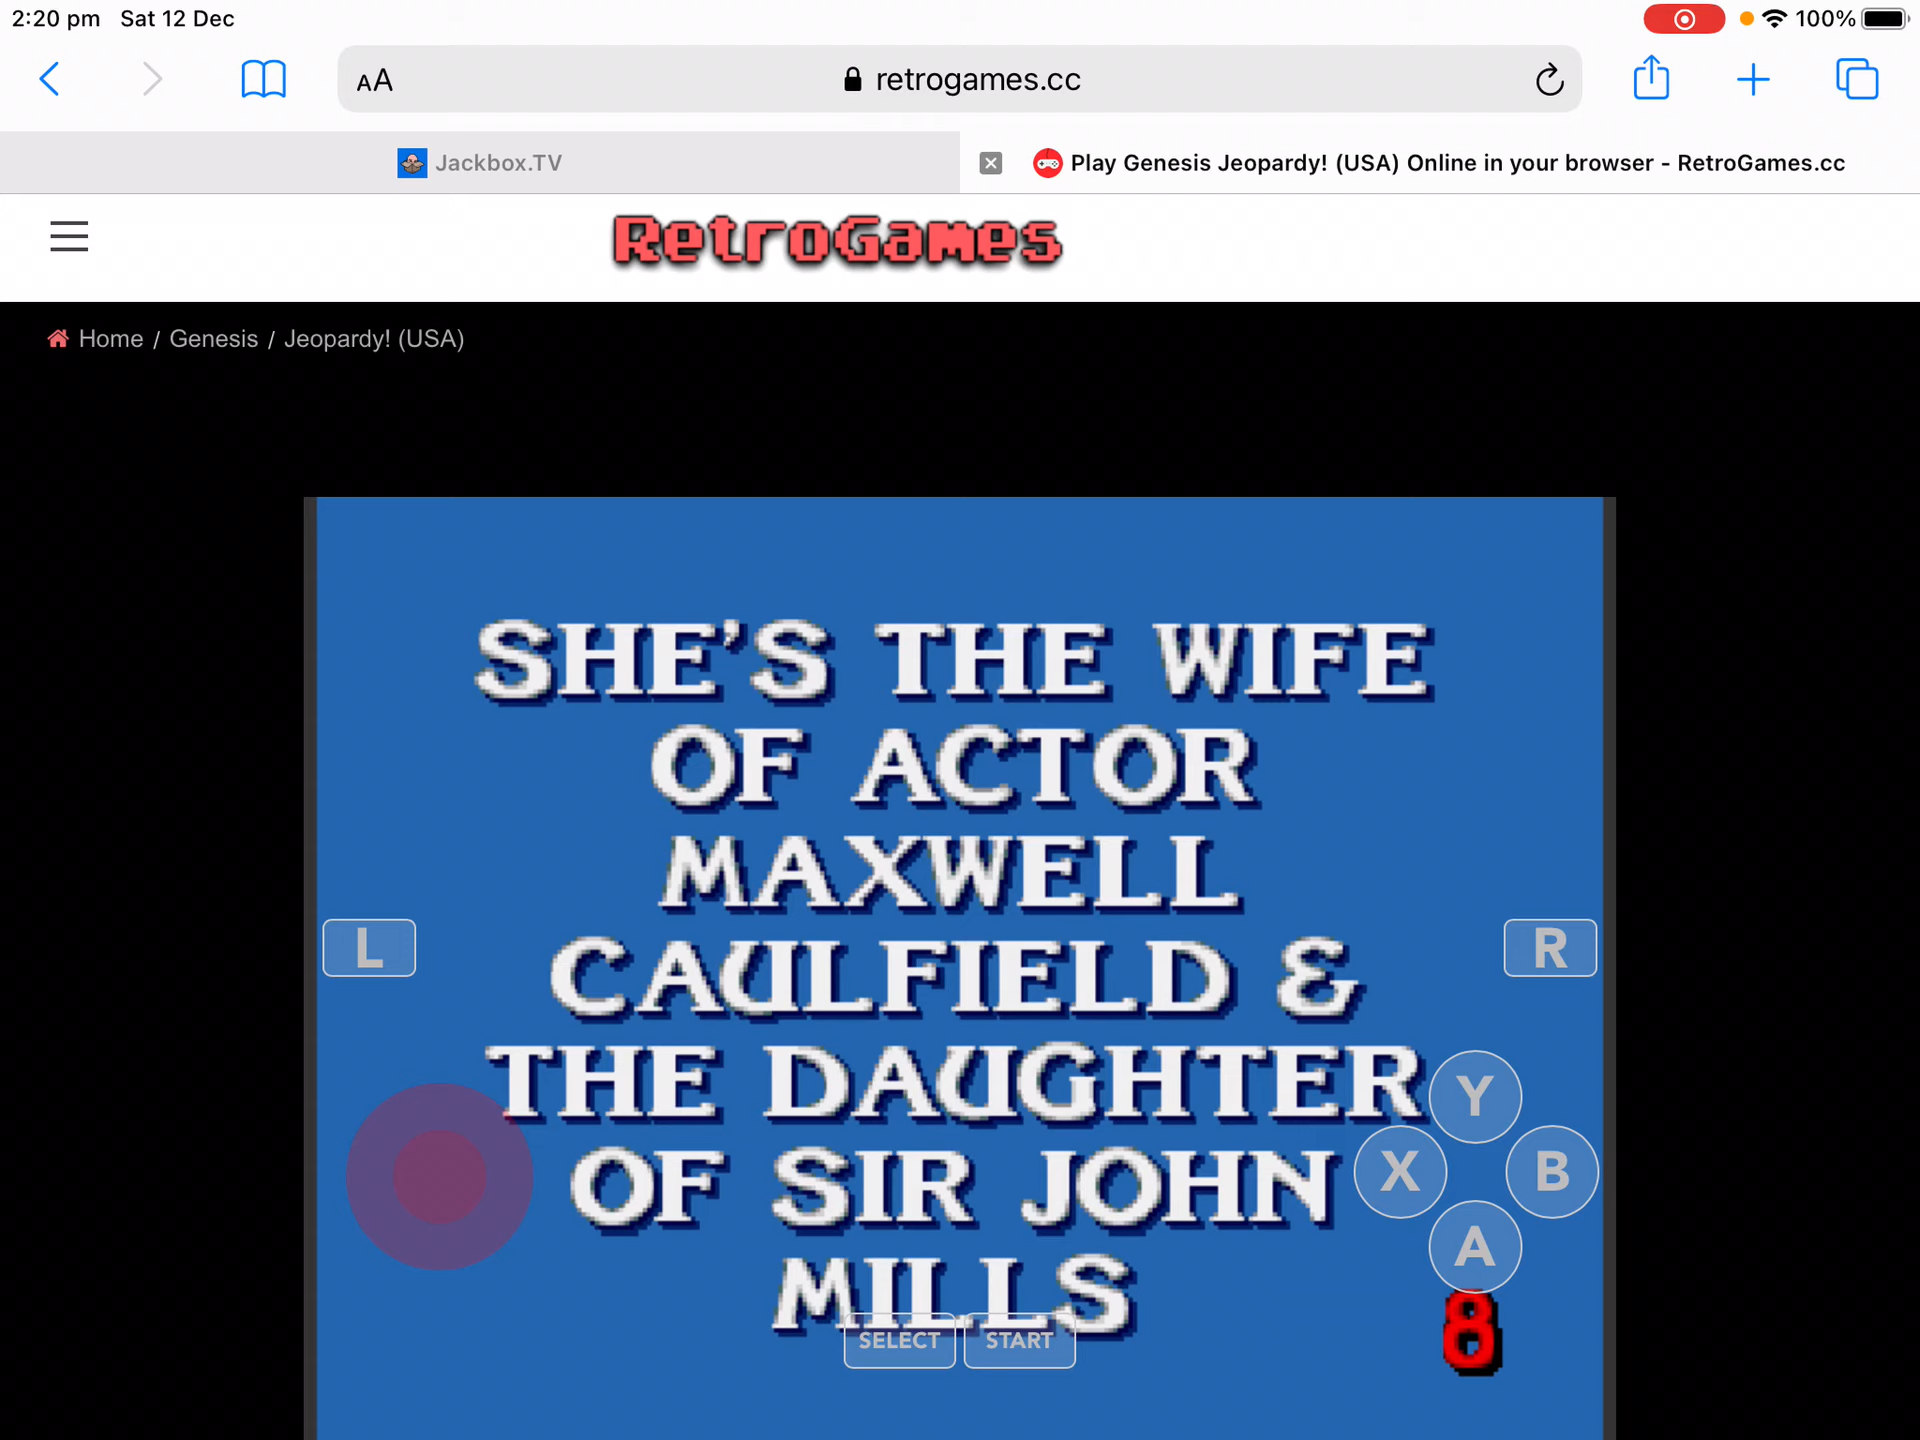 2:20 pm Sat 12 Dec 100%
AA retrogames.cc
Jackbox.TV Play Genesis Jeopardy! (USA) Online in your browser - RetroGames.cc
RetroGames
Home / Genesis / Jeopardy! (USA)
SHE'S THE WIFE
OF ACTOR
MAXWELL
CAULFIELD &
L R
THE DAUGHTER
Y
OF SIR JOHN
X B
A
MILLS
SELECT START
8